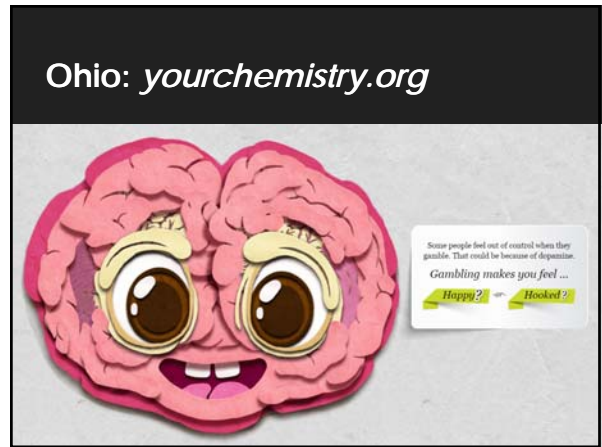 Ohio: yourchemistry.org
Some people feel out of control when they
gamble. That could be because of dopamine.
Gambling makes you feel ...
Happy? -or- Hooked?